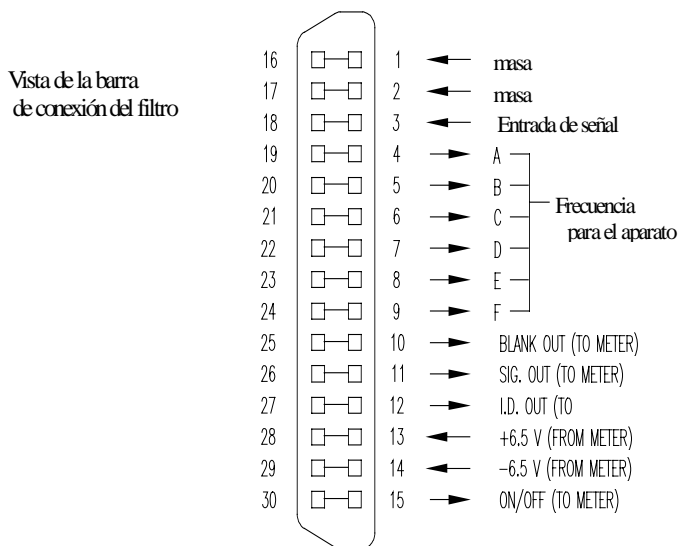 Vista de la barra
de conexión del filtro
16 1 masa
17 2 masa
18 3 Entrada de señal
19 4 A
20 5 B
21 6 C
Frecuencia
para el aparato
22 7 D
23 8 E
24 9 F
25 10 BLANK OUT (TO METER)
26 11 SIG. OUT (TO METER)
27 12 I.D. OUT (TO
28 13 +6.5 V (FROM METER)
29 14 -6.5 V (FROM METER)
30 15 ON/OFF (TO METER)